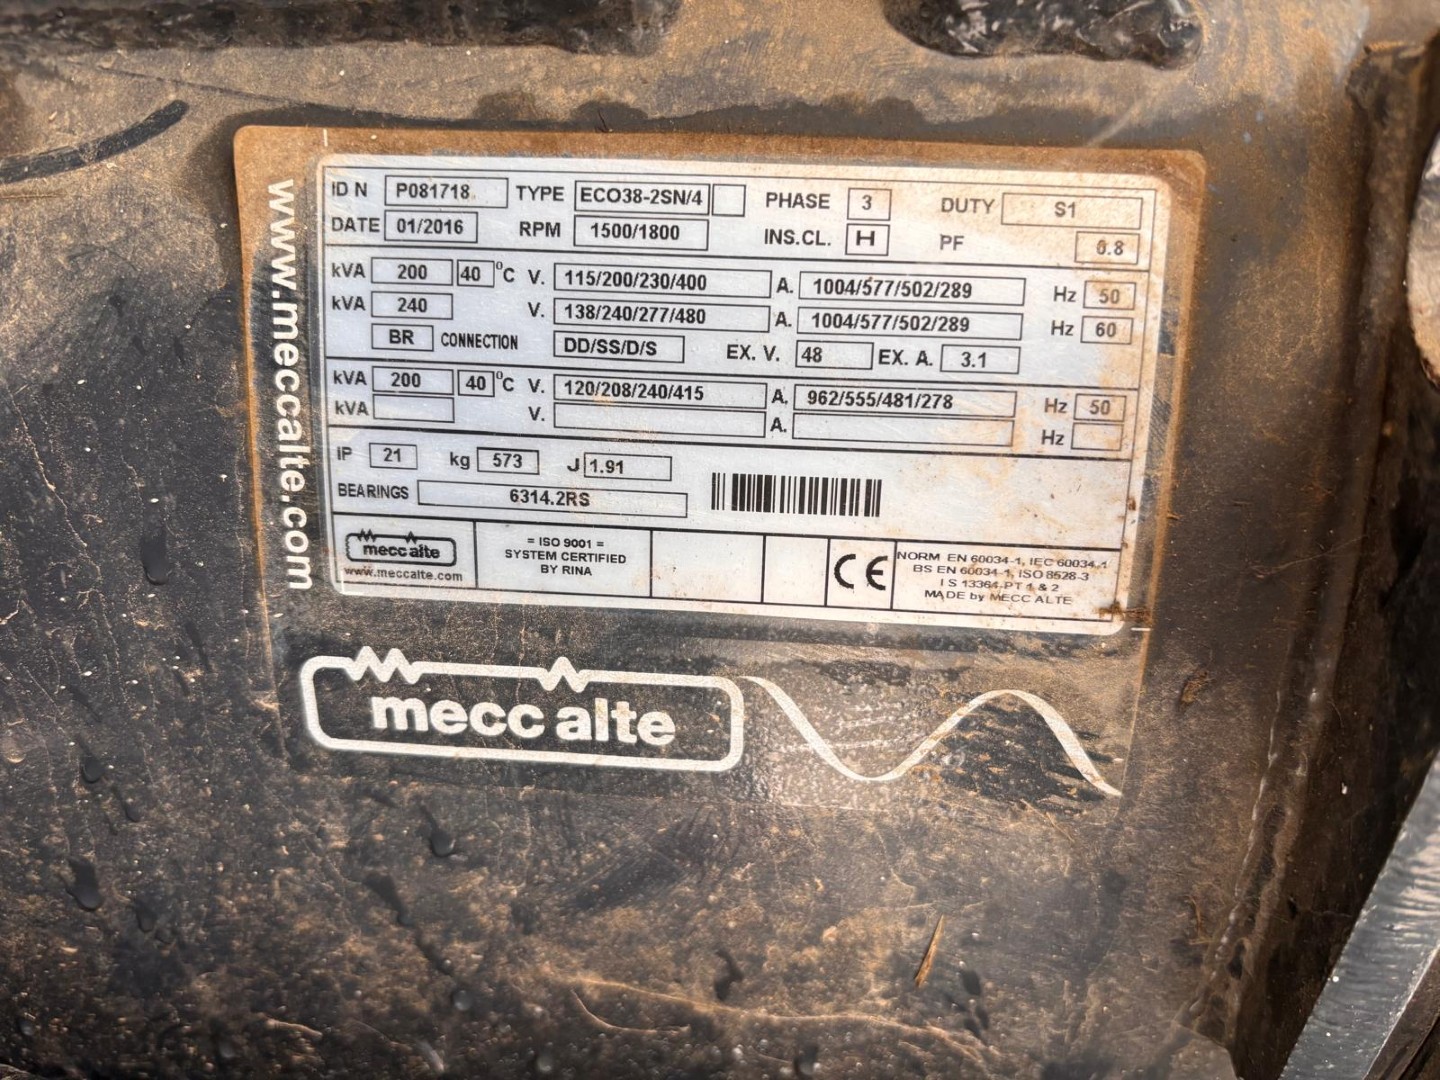 www.meccalte.com
ID N P081718 TYPE ECO38-2SN/4 PHASE 3 DUTY S1
DATE 01/2016 RPM 1500/1800 INS.CL. H PF 0.8
kVA 200 40 °C V. 115/200/230/400 A. 1004/577/502/289 Hz 50
kVA 240 V. 138/240/277/480 A. 1004/577/502/289 Hz 60
BR CONNECTION DD/SS/D/S EX. V. 48 EX. A. 3.1
kVA 200 40 °C V. 120/208/240/415 A. 962/555/481/278 Hz 50
kVA V. A. Hz
IP 21 kg 573 J 1.91
BEARINGS 6314.2RS
mecc alte
www.meccalte.com
= ISO 9001 =
SYSTEM CERTIFIED
BY RINA
CE
NORM EN 60034-1, IEC 60034-1
BS EN 60034-1, ISO 8528-3
I S 13364-PT 1 & 2
MADE by MECC ALTE
mecc alte